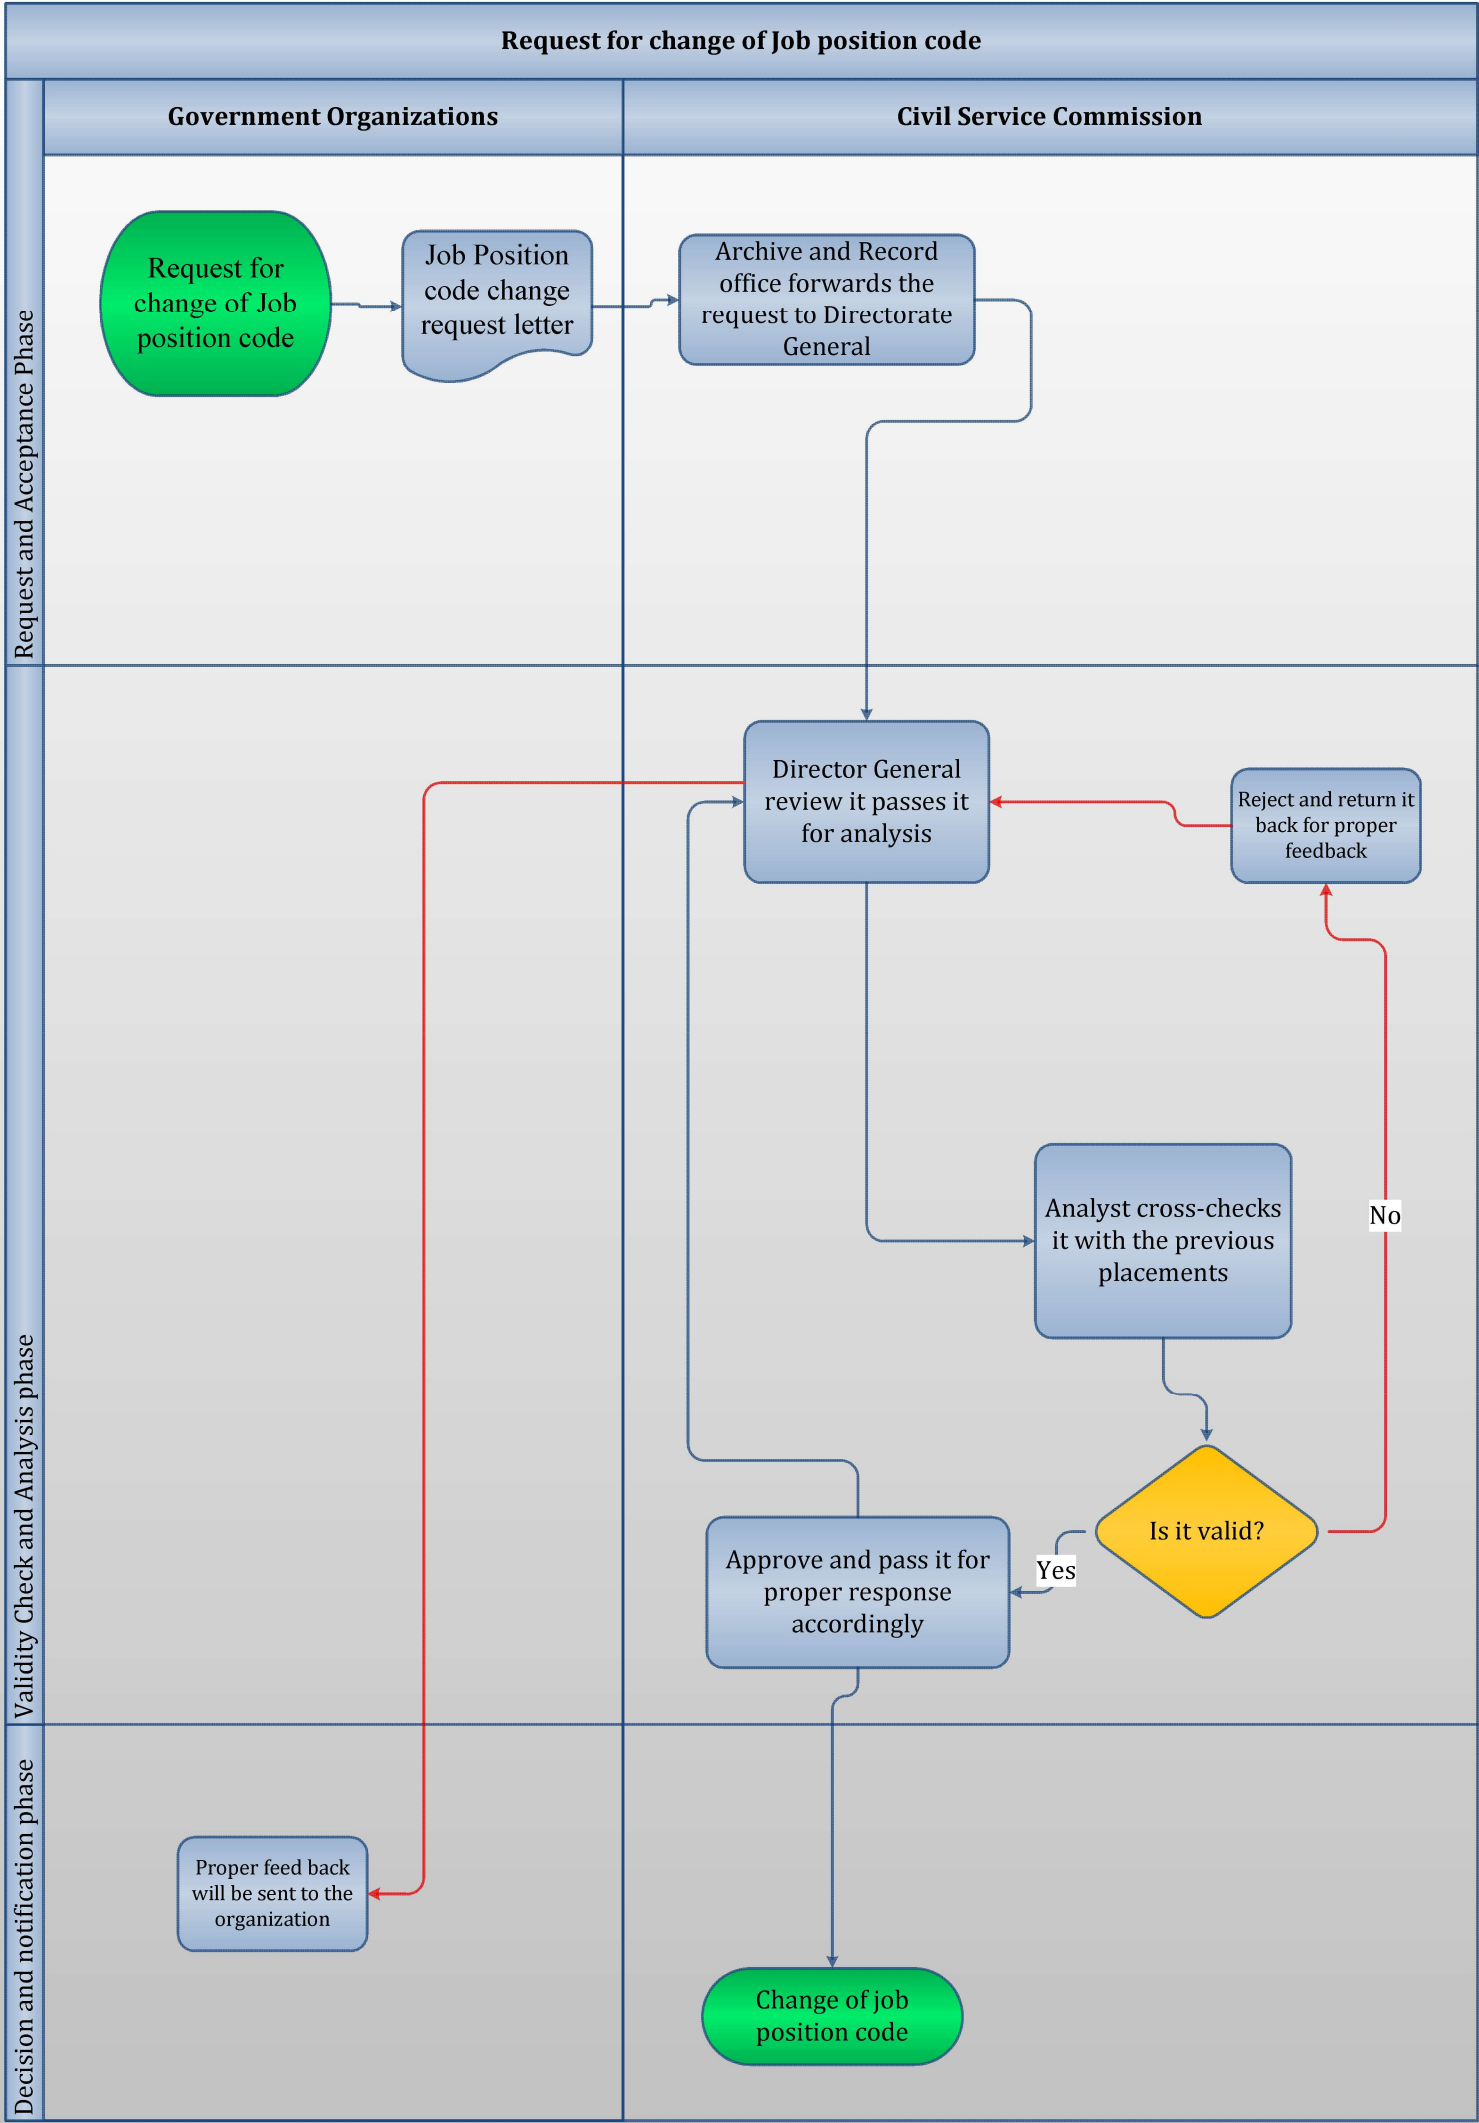 Request for change of Job position code
Government Organizations
Civil Service Commission
Request and Acceptance Phase
Request for
change of Job
position code
Job Position
code change
request letter
Archive and Record
office forwards the
request to Directorate
General
Validity Check and Analysis phase
Director General
review it passes it
for analysis
Reject and return it
back for proper
feedback
Analyst cross-checks
it with the previous
placements
No
Is it valid?
Yes
Approve and pass it for
proper response
accordingly
Decision and notification phase
Proper feed back
will be sent to the
organization
Change of job
position code